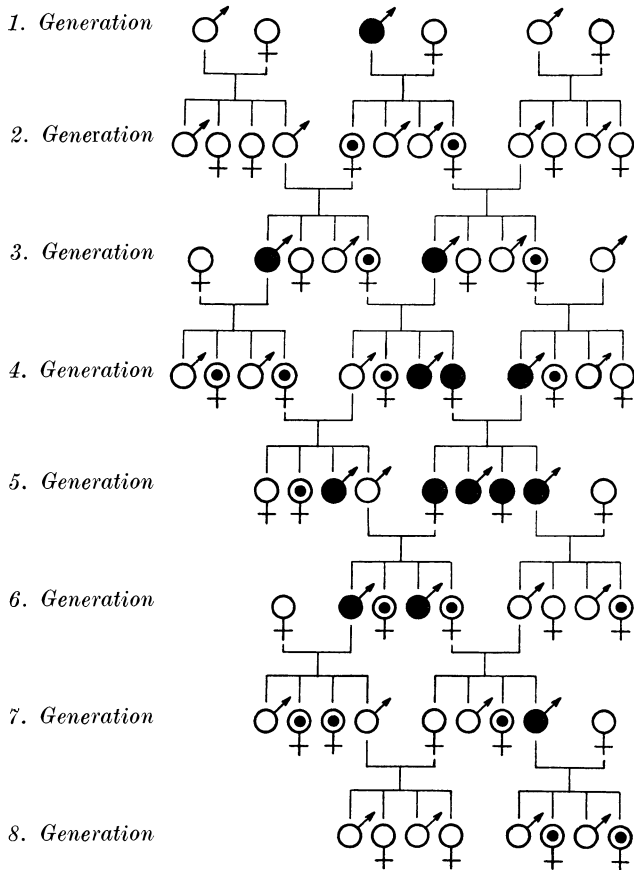 1. Generation
2. Generation
3. Generation
4. Generation
5. Generation
6. Generation
7. Generation
8. Generation